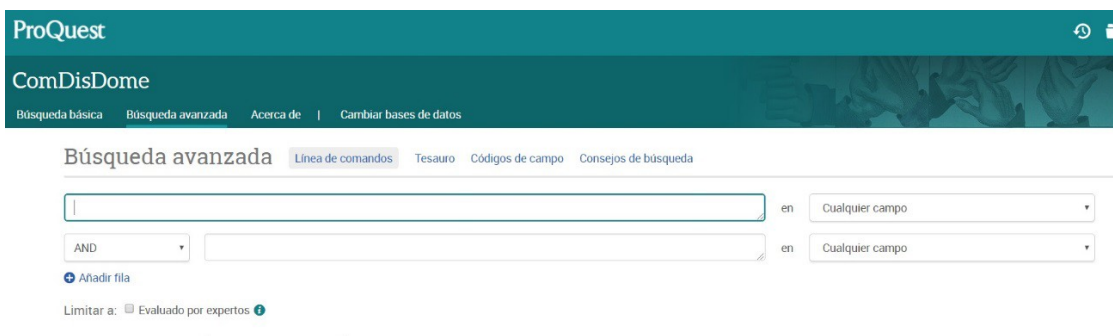 ProQuest
ComDisDome
Búsqueda básica Búsqueda avanzada Acerca de | Cambiar bases de datos
Búsqueda avanzada Línea de comandos Tesauro Códigos de campo Consejos de búsqueda
en Cualquier campo
AND en Cualquier campo
Añadir fila
Limitar a: Evaluado por expertos